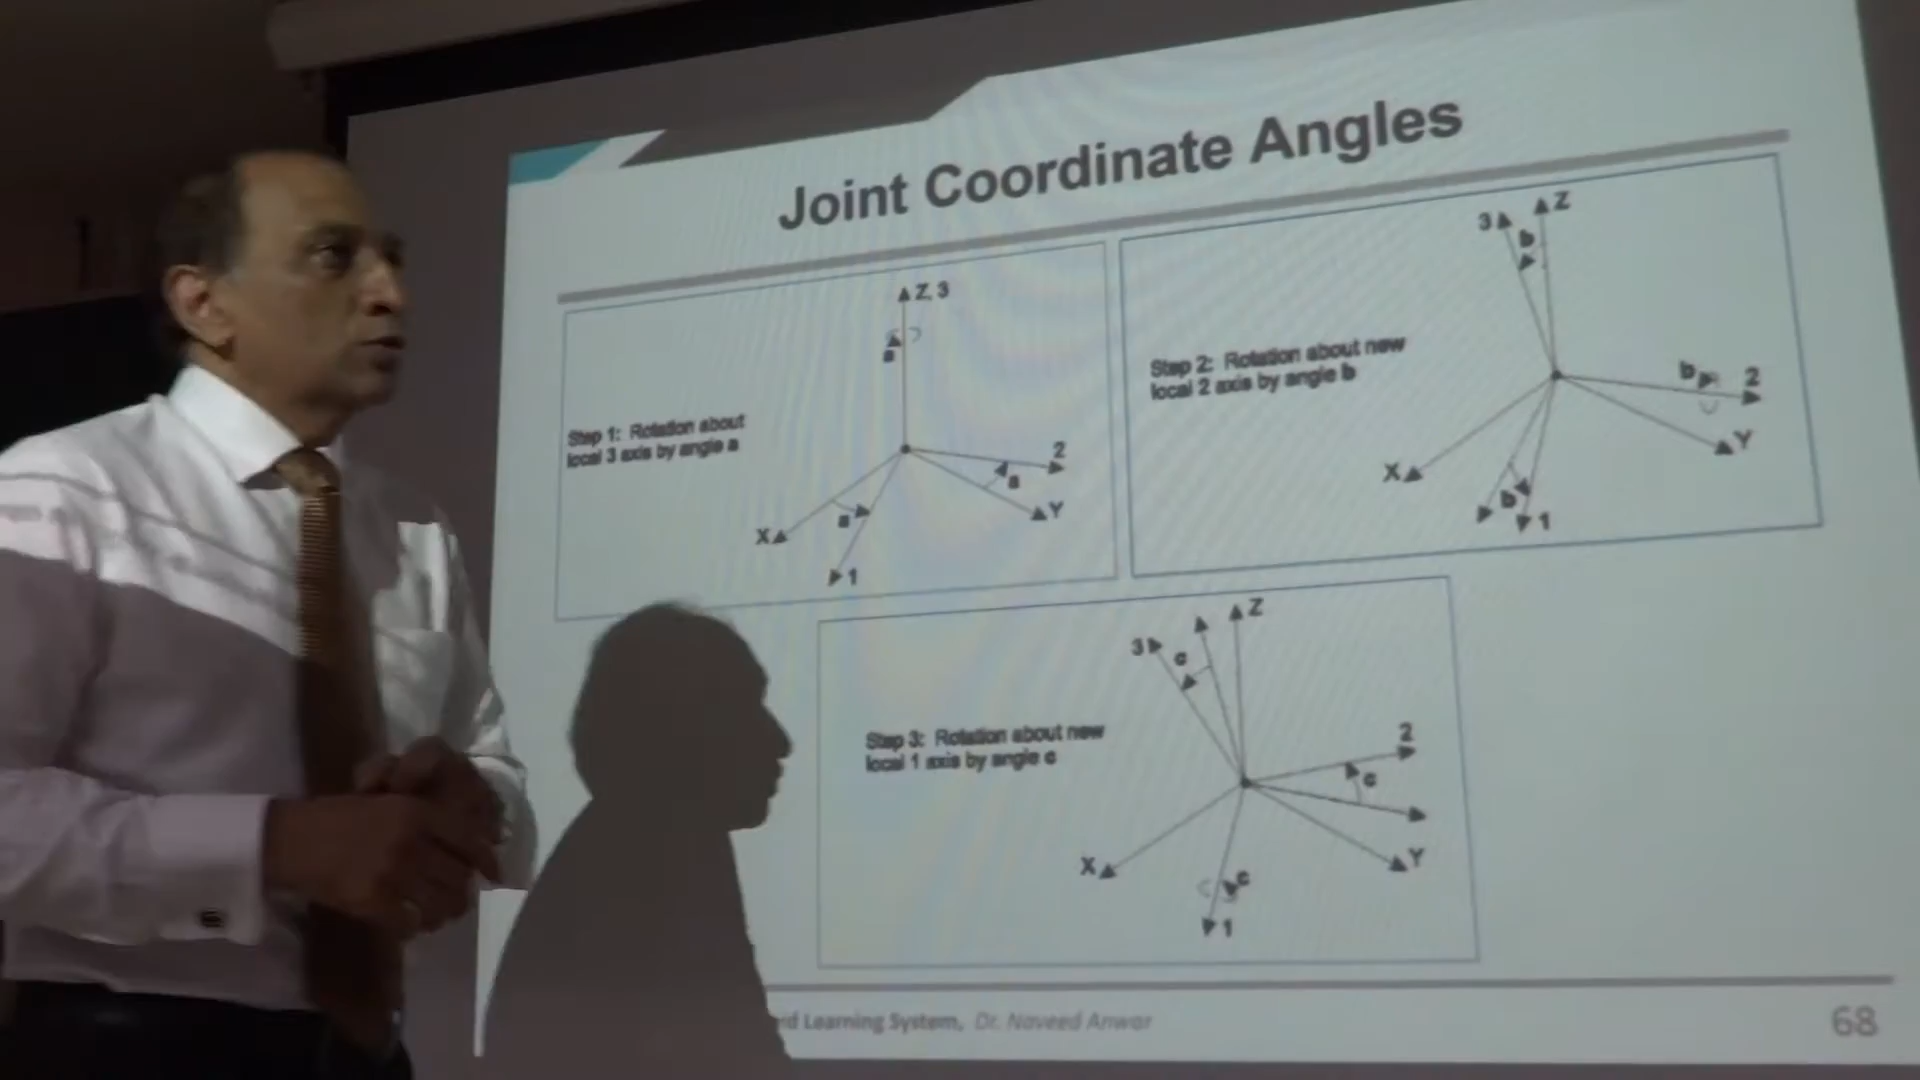 Joint Coordinate Angles
Z, 3
a
Step 1: Rotation about
local 3 axis by angle a
2
a
a
X
Y
1
3
Z
b
Step 2: Rotation about new
local 2 axis by angle b
b
2
X
Y
b
1
Z
3
c
Step 3: Rotation about new
local 1 axis by angle c
2
c
X
Y
c
1
Learning System, Dr. Naveed Anwar
68